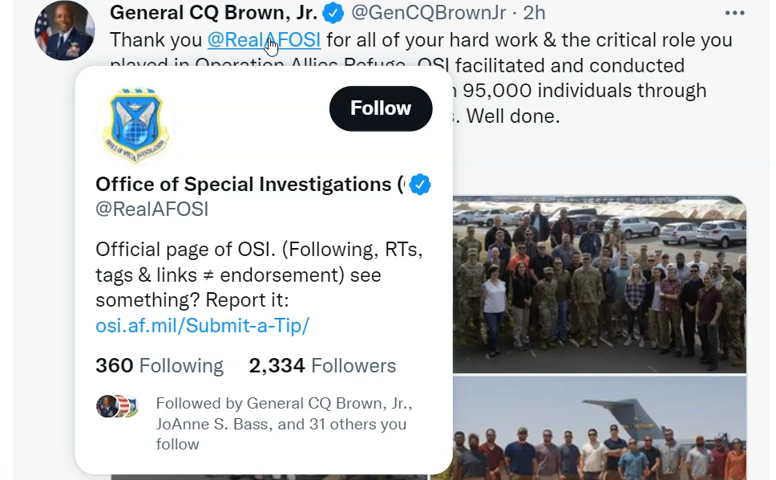 General CQ Brown, Jr. @GenCQBrownJr · 2h
Thank you @RealAFOSI for all of your hard work & the critical role you
played in Operation Allies Refuge. OSI facilitated and conducted
95,000 individuals through
. Well done.
Follow
Office of Special Investigations (
@RealAFOSI
Official page of OSI. (Following, RTs,
tags & links ≠ endorsement) see
something? Report it:
osi.af.mil/Submit-a-Tip/
360 Following 2,334 Followers
Followed by General CQ Brown, Jr.,
JoAnne S. Bass, and 31 others you
follow